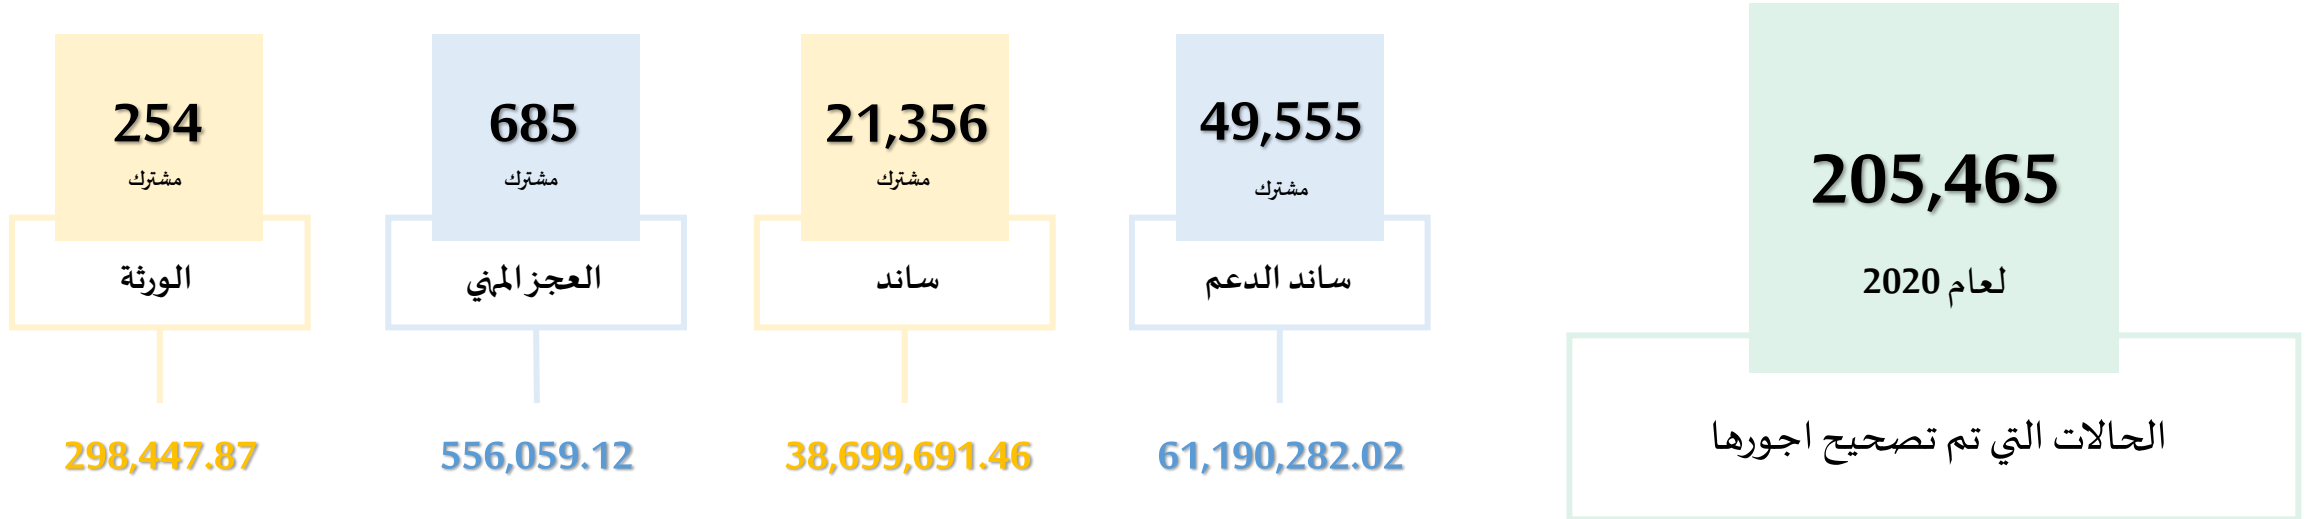 205,465
لعام 2020
الحالات التي تم تصحيح اجورها
49,555
مشترك
ساند الدعم
61,190,282.02
21,356
مشترك
ساند
38,699,691.46
685
مشترك
العجز المهني
556,059.12
254
مشترك
الورثة
298,447.87